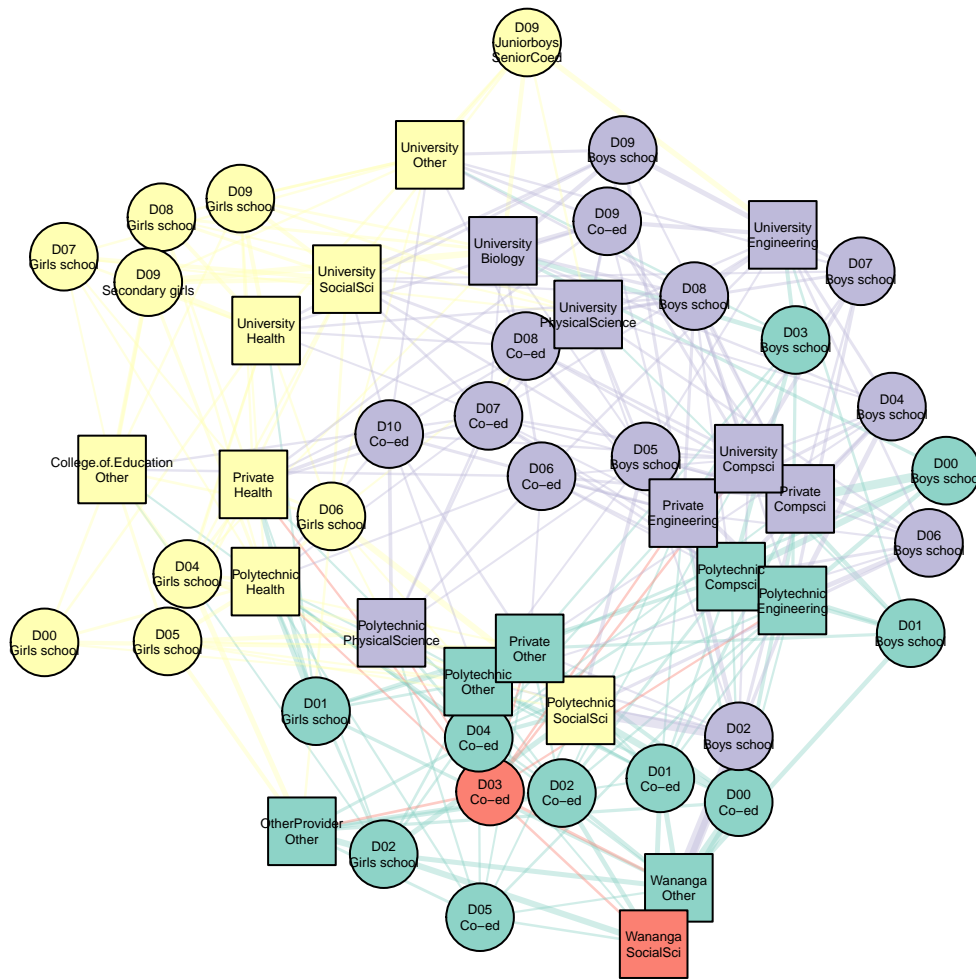 D09
Juniorboys
SeniorCoed
University
Other
D09
Boys school
D09
Girls school
D08
Girls school
D09
Co−ed
University
Engineering
D07
Girls school
University
Biology
D09
Secondary girls
University
SocialSci
D07
Boys school
D08
Boys school
University
PhysicalScience
University
Health
D03
Boys school
D08
Co−ed
D04
Boys school
D07
Co−ed
D10
Co−ed
University
Compsci
D05
Boys school
College.of.Education
Other
D00
Boys school
D06
Co−ed
Private
Health
Private
Compsci
Private
Engineering
D06
Girls school
D06
Boys school
Polytechnic
Compsci
Polytechnic
Health
D04
Girls school
Polytechnic
Engineering
D01
Boys school
D00
Girls school
D05
Girls school
Polytechnic
PhysicalScience
Private
Other
Polytechnic
Other
Polytechnic
SocialSci
D01
Girls school
D04
Co−ed
D02
Boys school
D03
Co−ed
D02
Co−ed
D01
Co−ed
D00
Co−ed
OtherProvider
Other
D02
Girls school
Wananga
Other
D05
Co−ed
Wananga
SocialSci